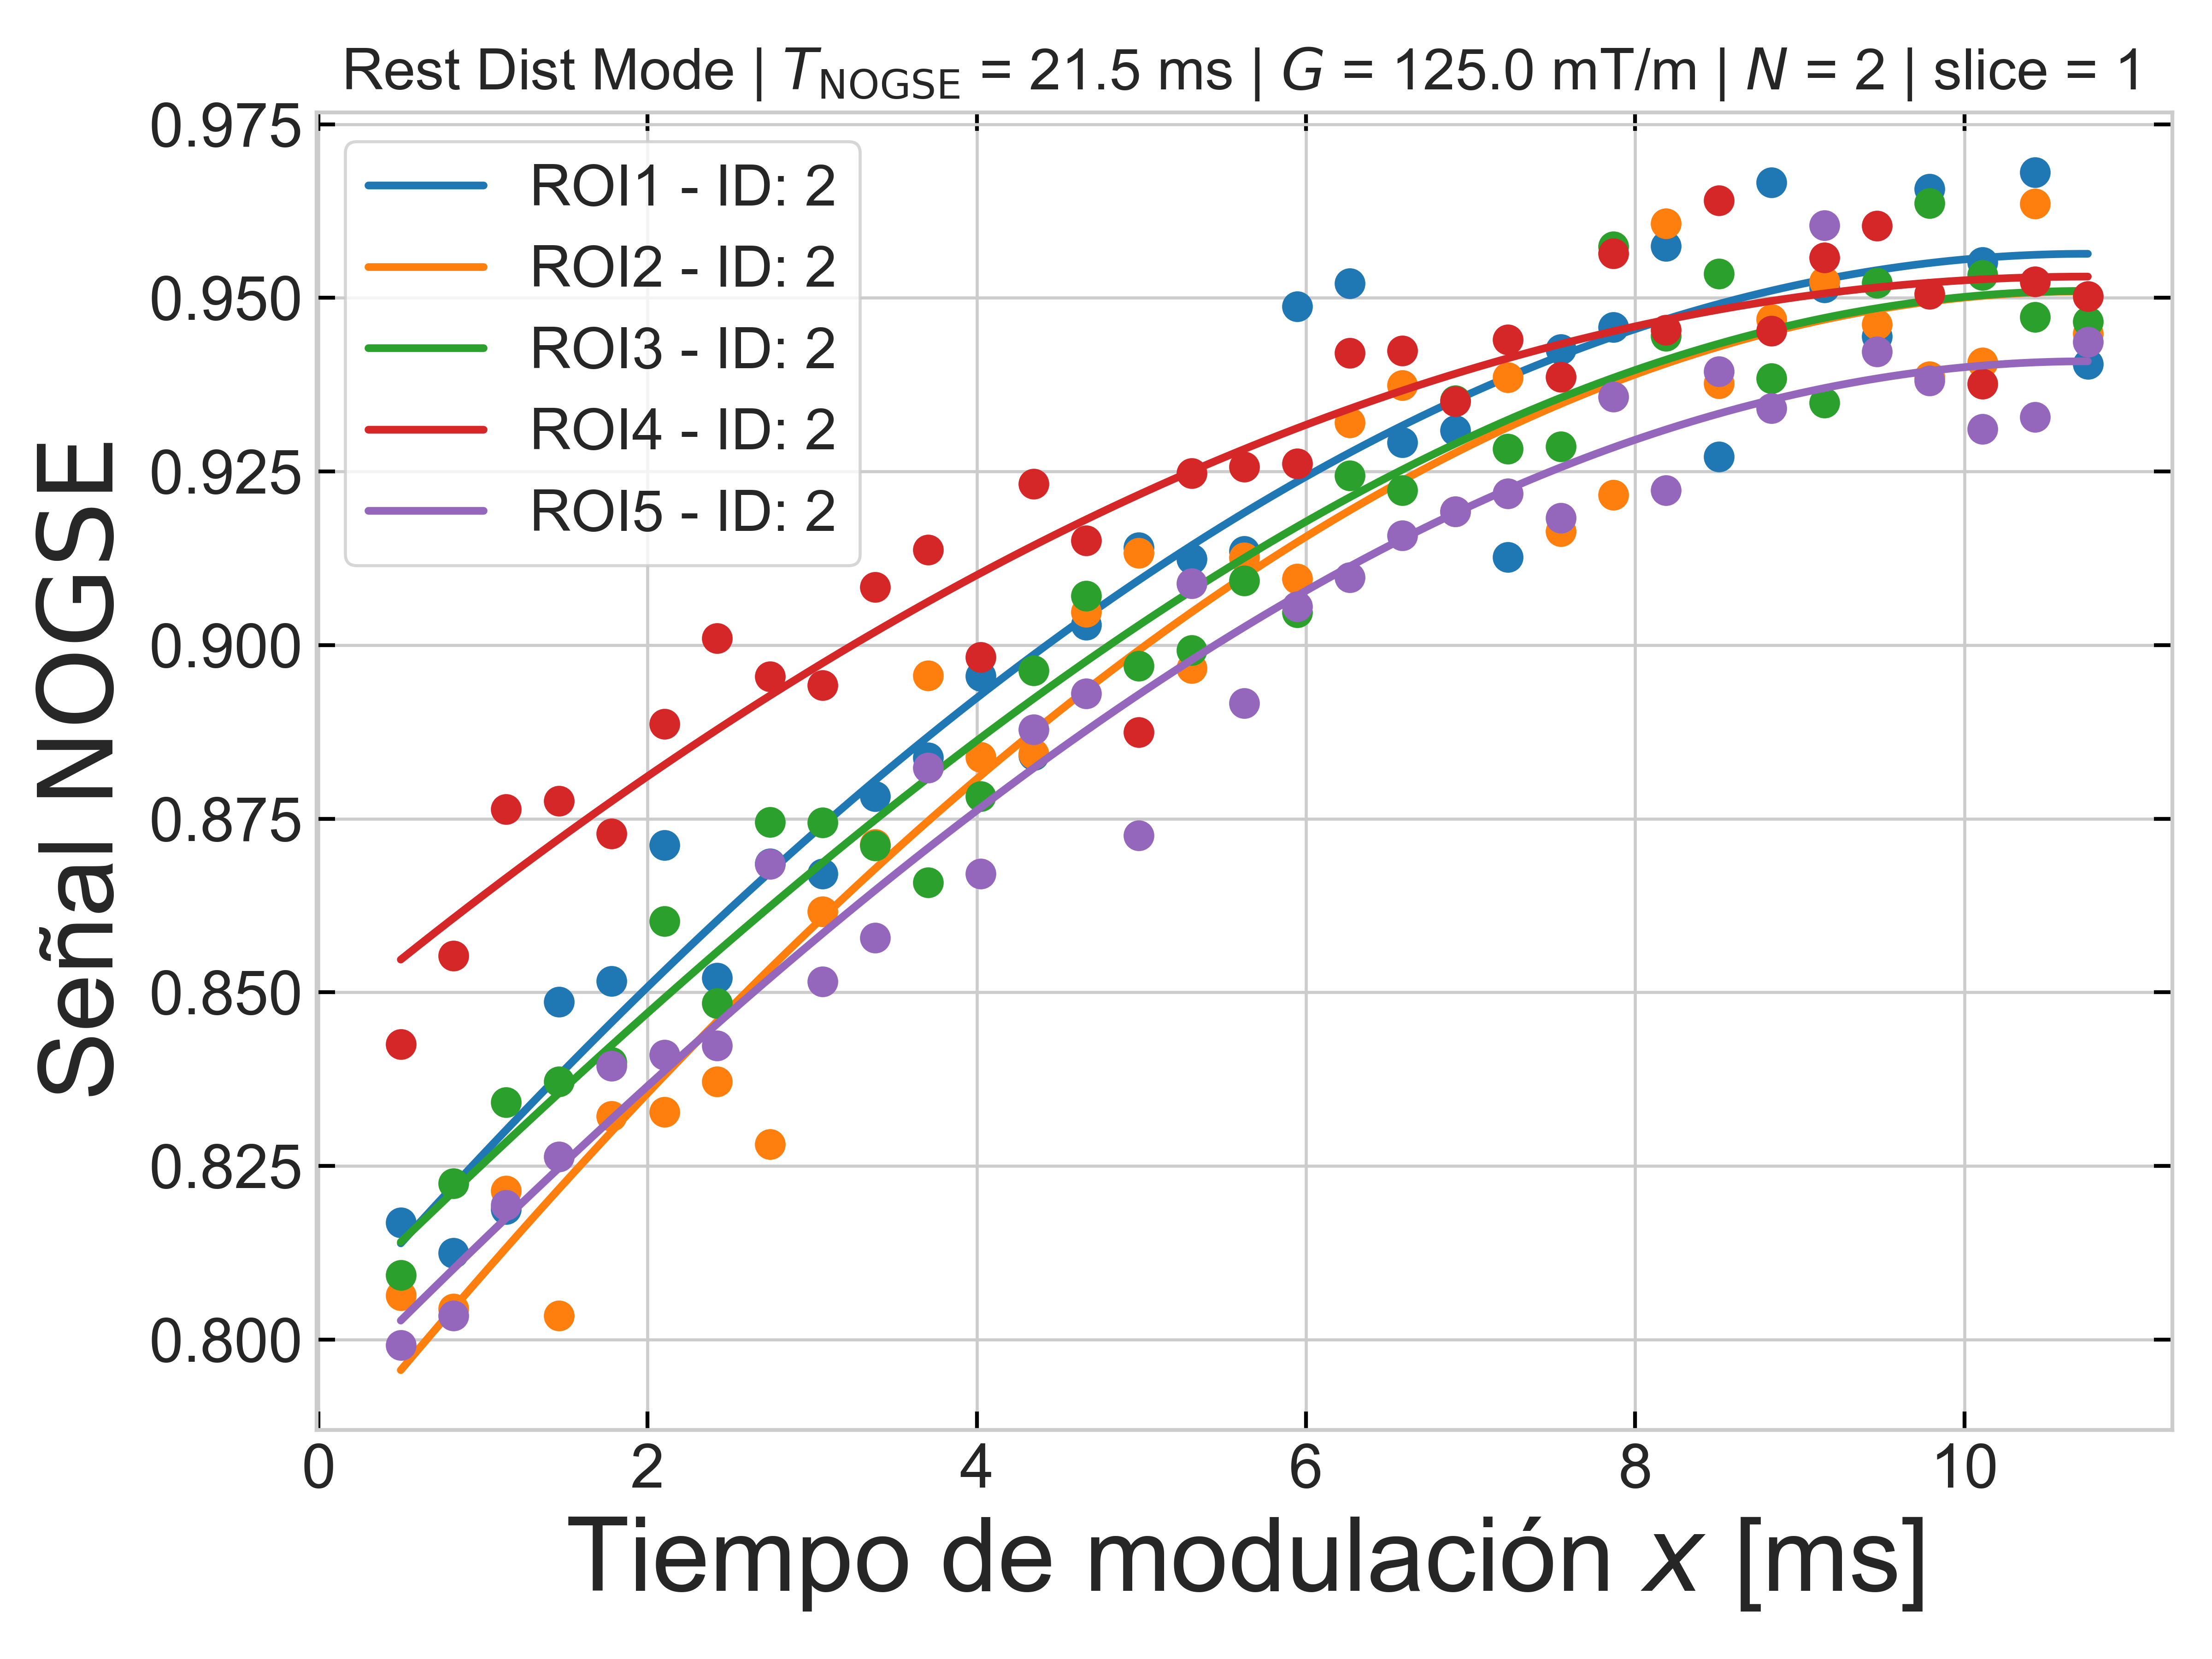 Rest Dist Mode | T_NOGSE = 21.5 ms | G = 125.0 mT/m | N = 2 | slice = 1
0.975
0.950
0.925
0.900
0.875
0.850
0.825
0.800
Señal NOGSE
ROI1 - ID: 2
ROI2 - ID: 2
ROI3 - ID: 2
ROI4 - ID: 2
ROI5 - ID: 2
0 2 4 6 8 10
Tiempo de modulación x [ms]